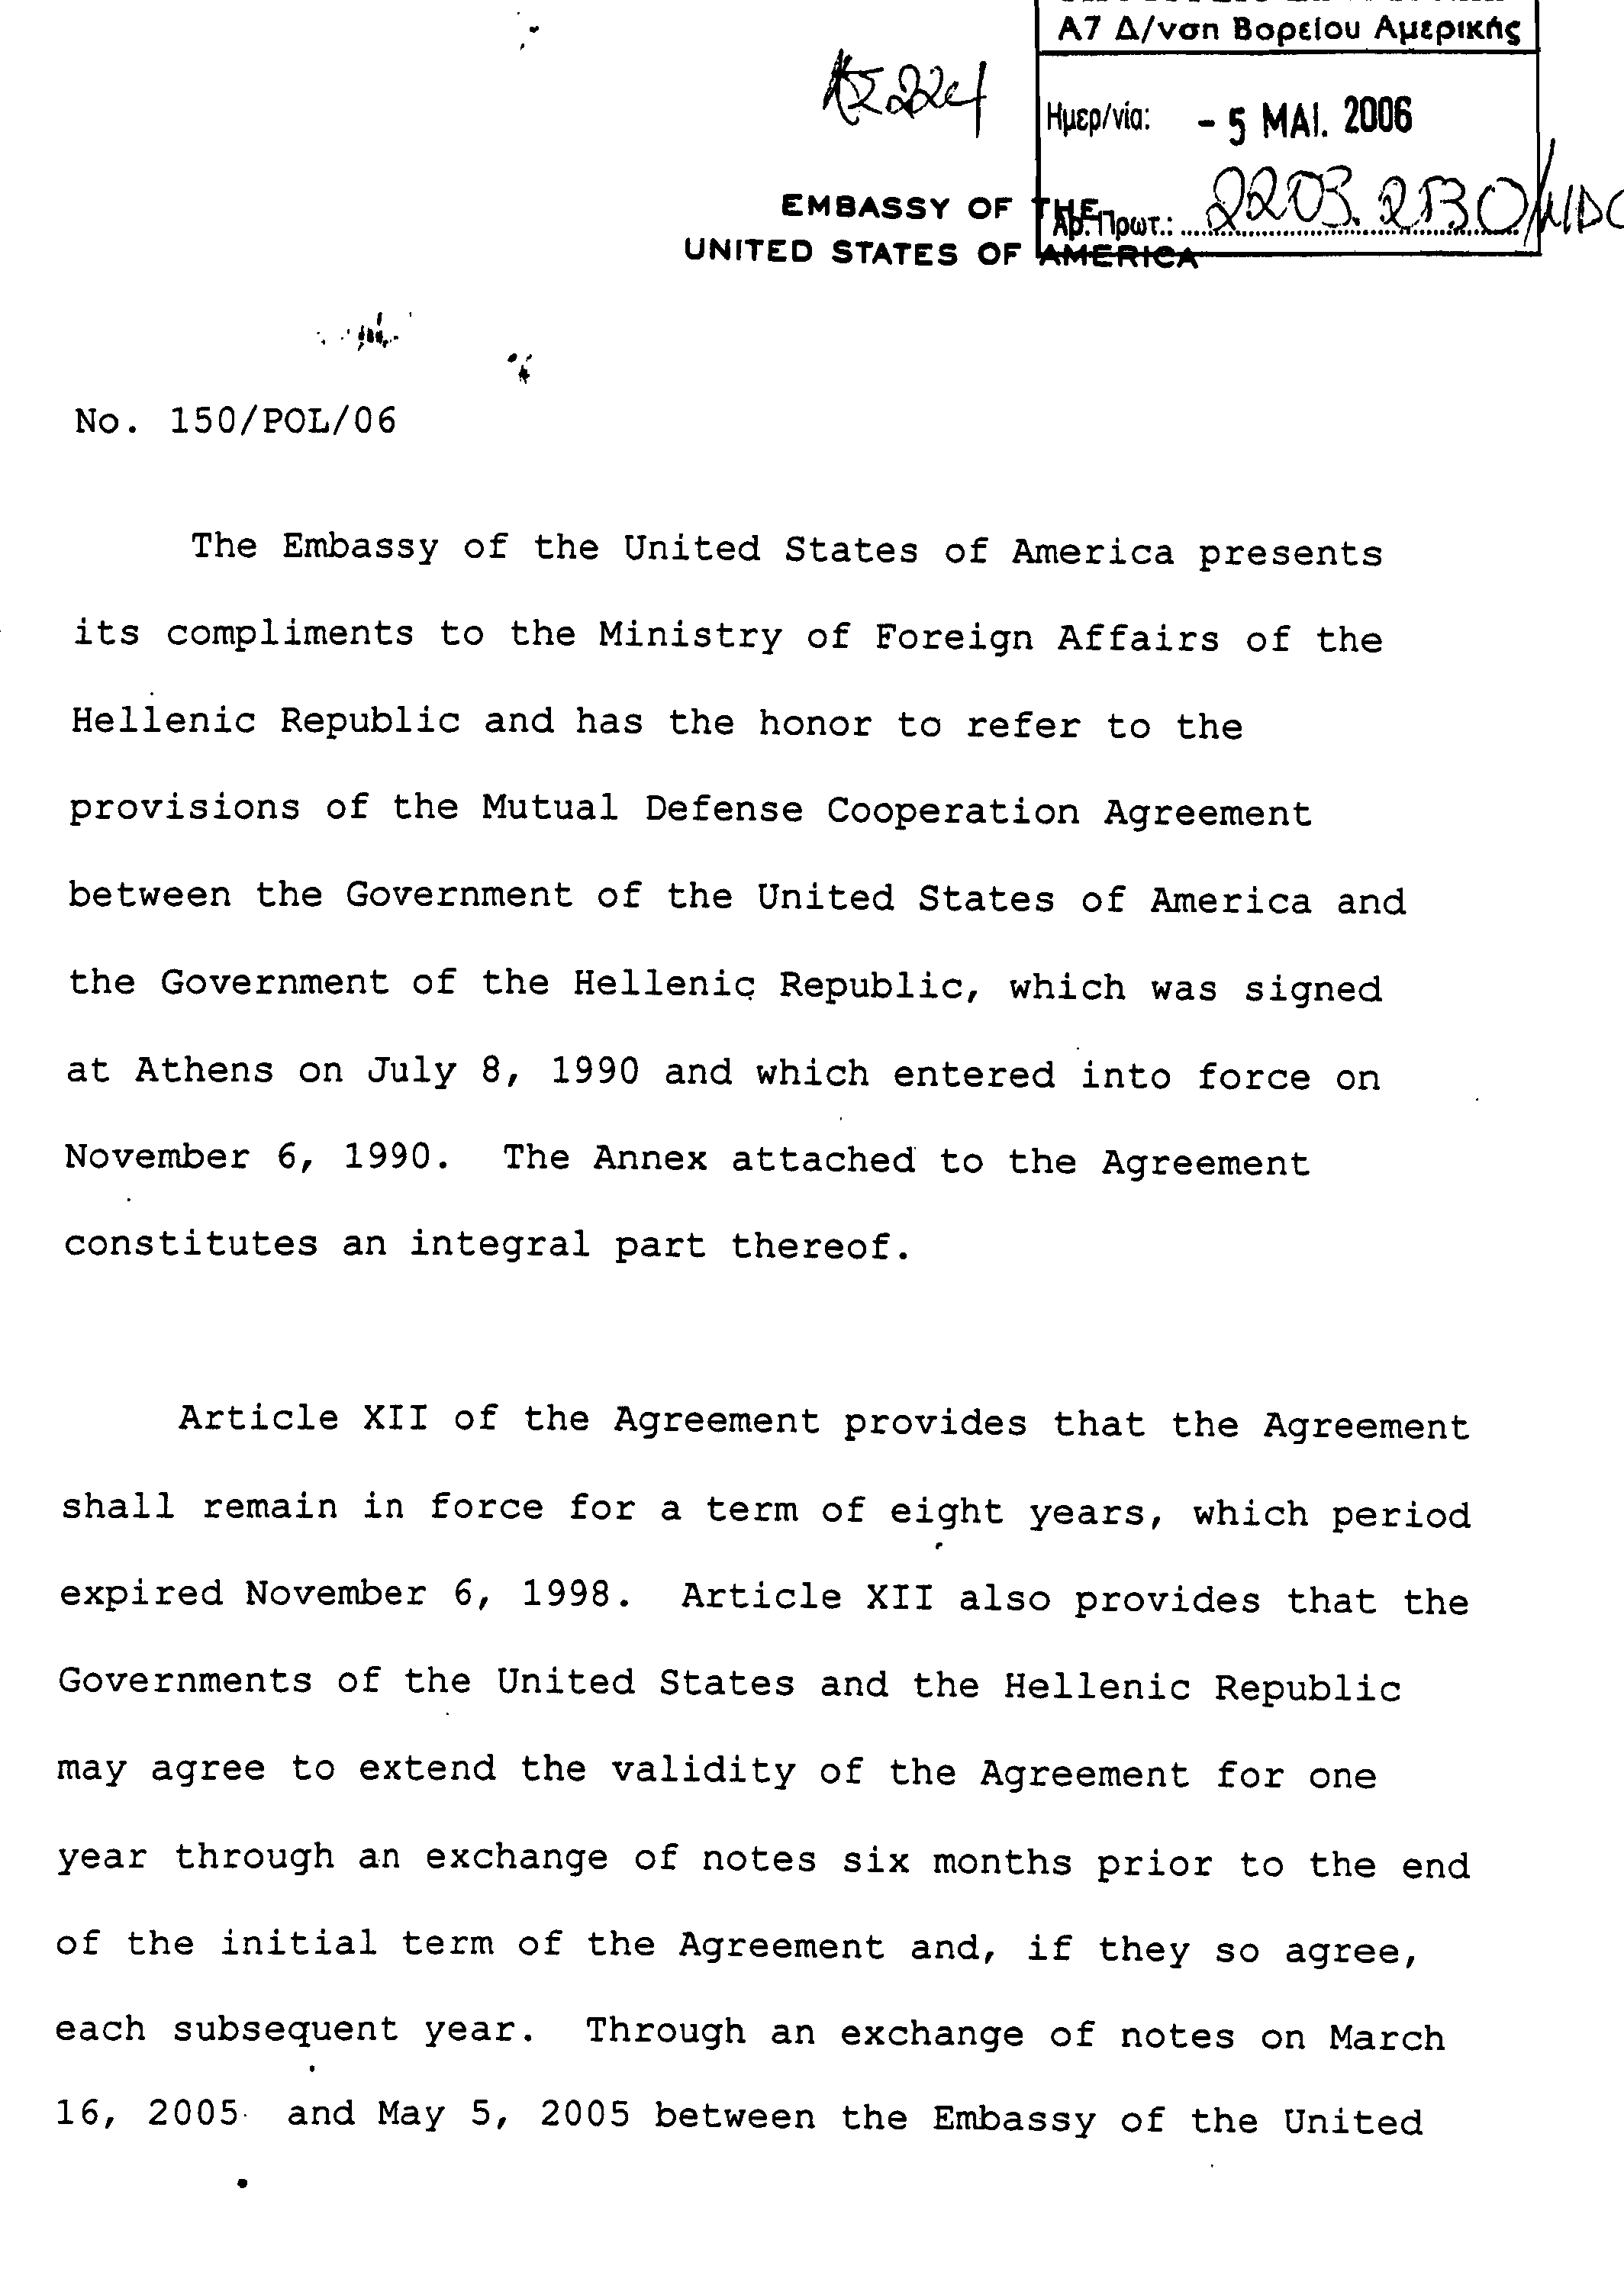 Α7 Δ/νση Βορείου Αμερικής
Ημερ/νία: - 5 ΜΑΙ. 2006
Αρ. Πρωτ.:
EMBASSY OF THE
UNITED STATES OF AMERICA
No. 150/POL/06
The Embassy of the United States of America presents
its compliments to the Ministry of Foreign Affairs of the
Hellenic Republic and has the honor to refer to the
provisions of the Mutual Defense Cooperation Agreement
between the Government of the United States of America and
the Government of the Hellenic Republic, which was signed
at Athens on July 8, 1990 and which entered into force on
November 6, 1990. The Annex attached to the Agreement
constitutes an integral part thereof.
Article XII of the Agreement provides that the Agreement
shall remain in force for a term of eight years, which period
expired November 6, 1998. Article XII also provides that the
Governments of the United States and the Hellenic Republic
may agree to extend the validity of the Agreement for one
year through an exchange of notes six months prior to the end
of the initial term of the Agreement and, if they so agree,
each subsequent year. Through an exchange of notes on March
16, 2005 and May 5, 2005 between the Embassy of the United